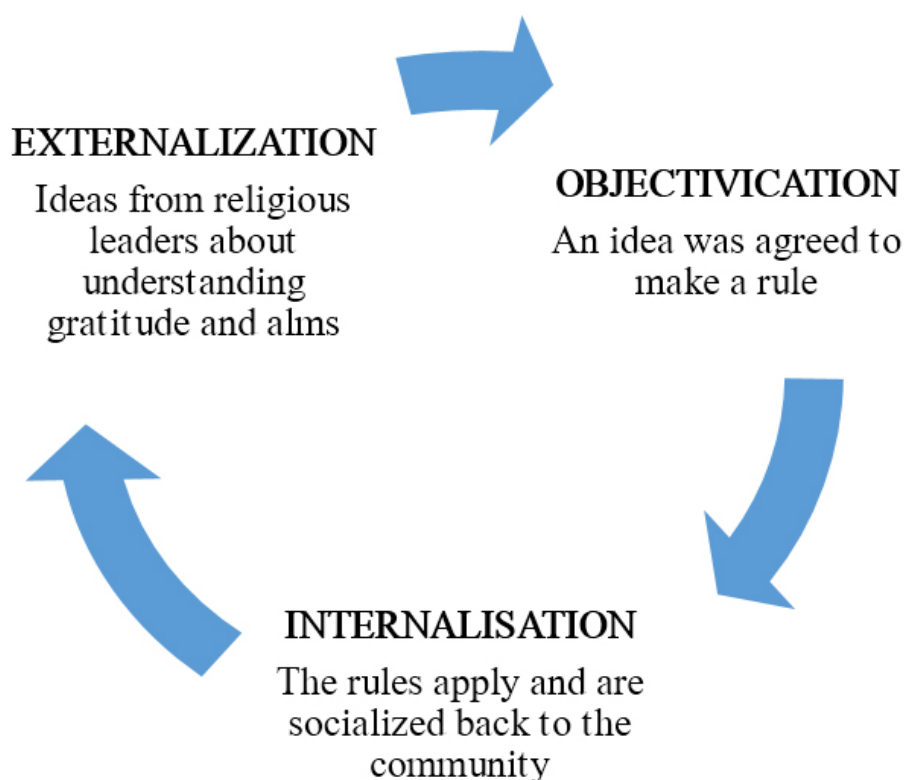 EXTERNALIZATION
Ideas from religious
leaders about
understanding
gratitude and alms
OBJECTIVICATION
An idea was agreed to
make a rule
INTERNALISATION
The rules apply and are
socialized back to the
community